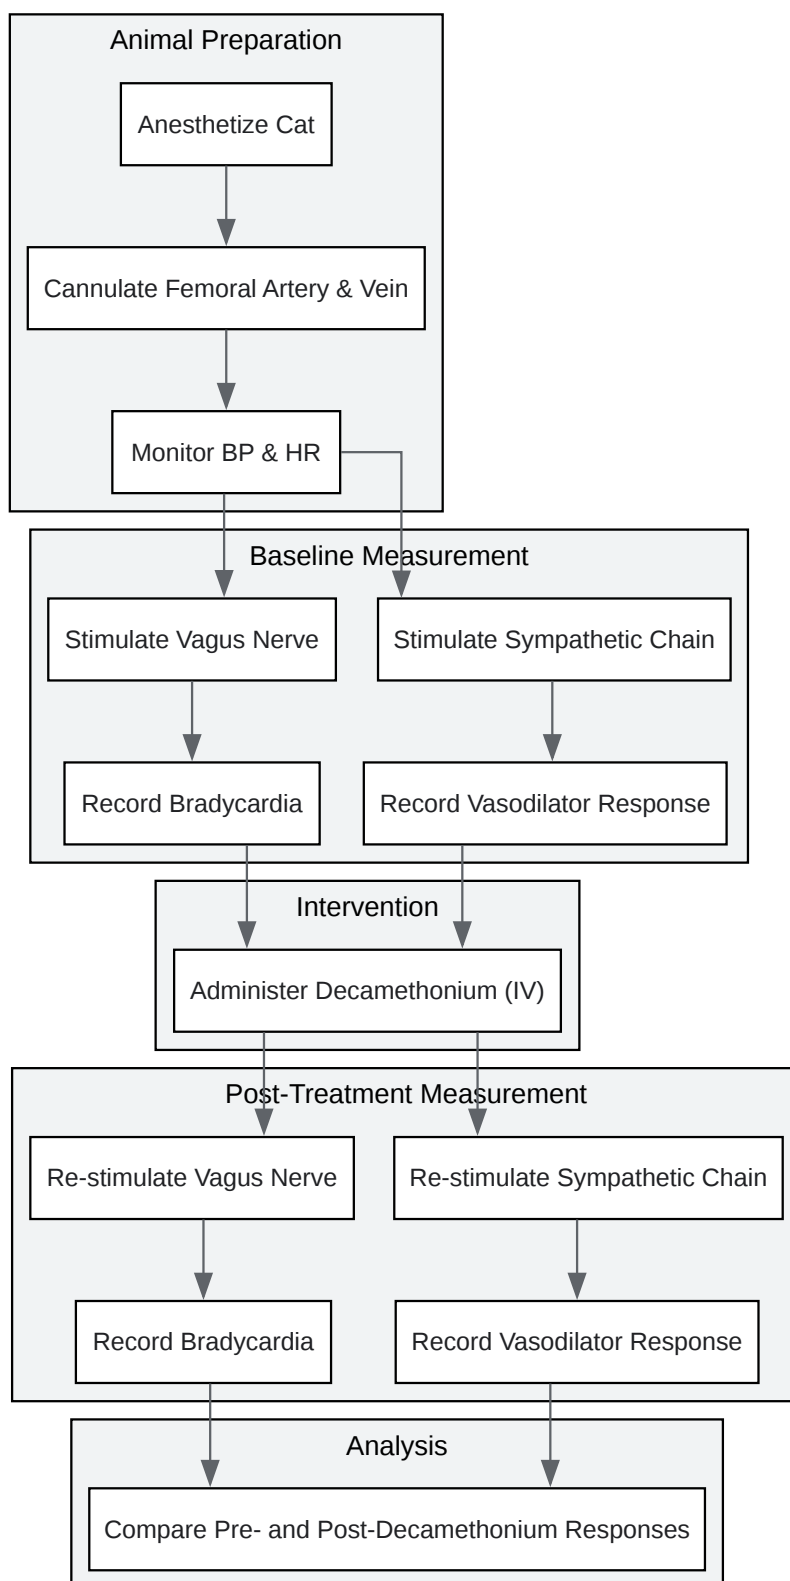 Animal Preparation
Anesthetize Cat
Cannulate Femoral Artery & Vein
Monitor BP & HR
Baseline Measurement
Stimulate Vagus Nerve
Stimulate Sympathetic Chain
Record Bradycardia
Record Vasodilator Response
Intervention
Administer Decamethonium (IV)
Post-Treatment Measurement
Re-stimulate Vagus Nerve
Re-stimulate Sympathetic Chain
Record Bradycardia
Record Vasodilator Response
Analysis
Compare Pre- and Post-Decamethonium Responses